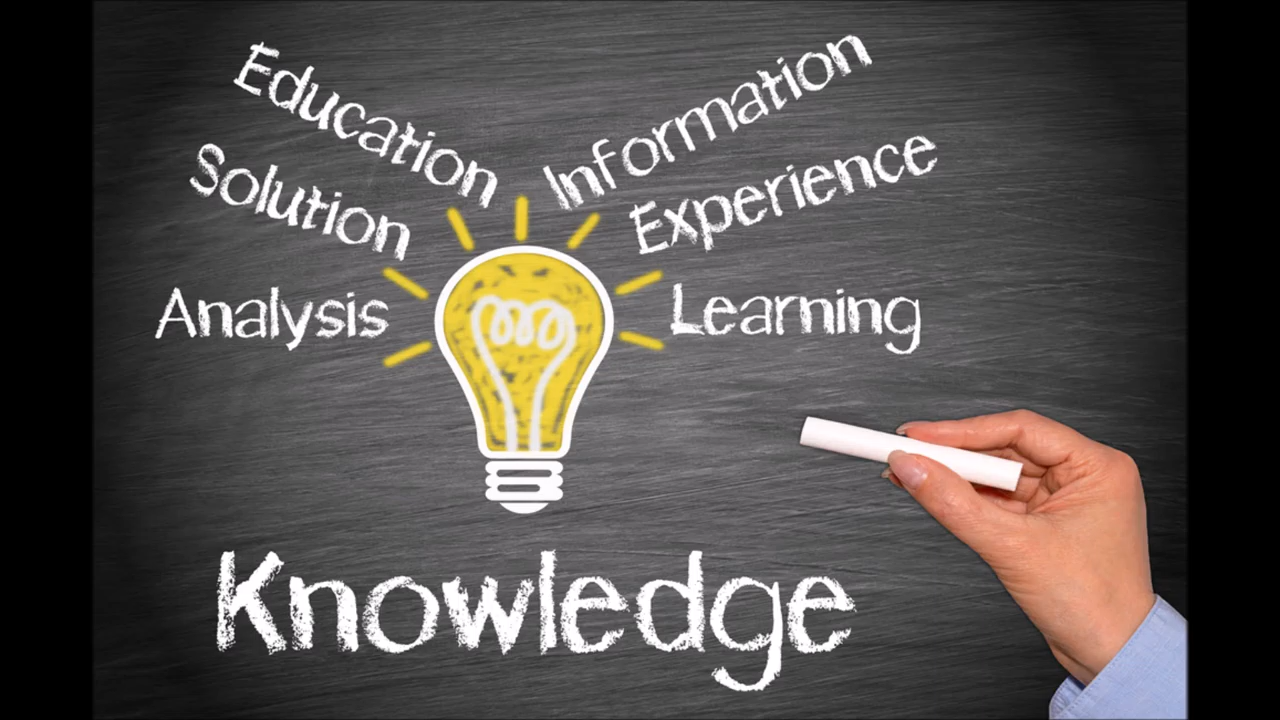 Education
Solution
Analysis
Information
Experience
Learning
Knowledge